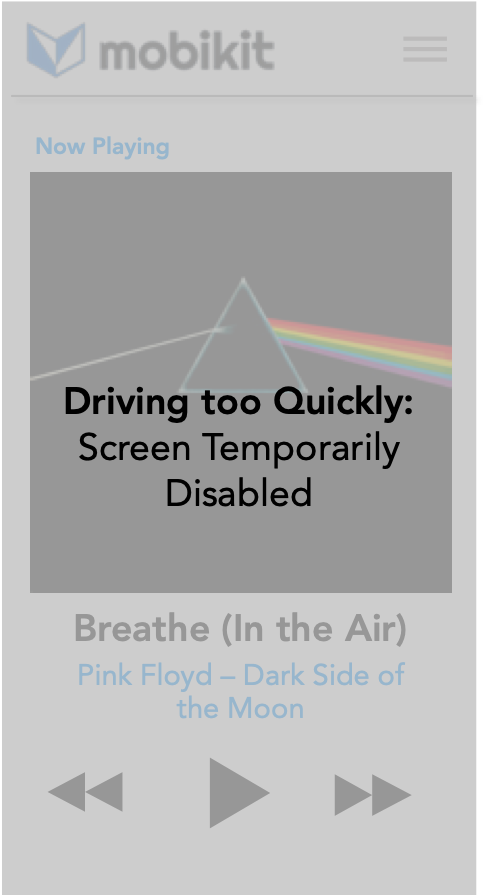 mobikit
Now Playing
Driving too Quickly:
Screen Temporarily
Disabled
Breathe (In the Air)
Pink Floyd – Dark Side of
the Moon